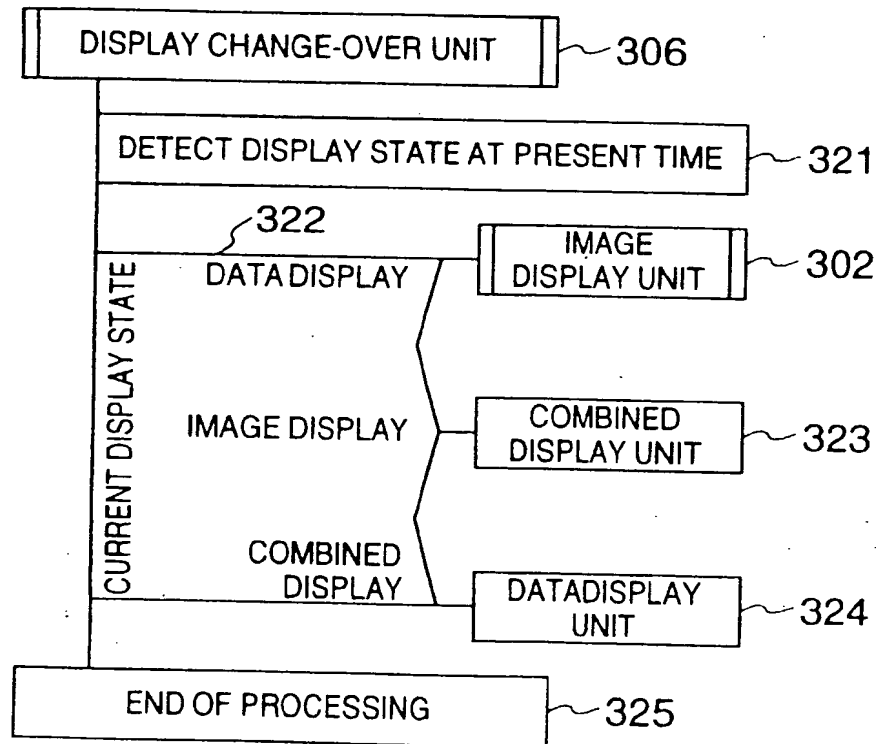 DISPLAY CHANGE-OVER UNIT
306
DETECT DISPLAY STATE AT PRESENT TIME
321
322
CURRENT DISPLAY STATE
DATA DISPLAY
IMAGE
DISPLAY UNIT
302
IMAGE DISPLAY
COMBINED
DISPLAY UNIT
323
COMBINED
DISPLAY
DATADISPLAY
UNIT
324
END OF PROCESSING
325